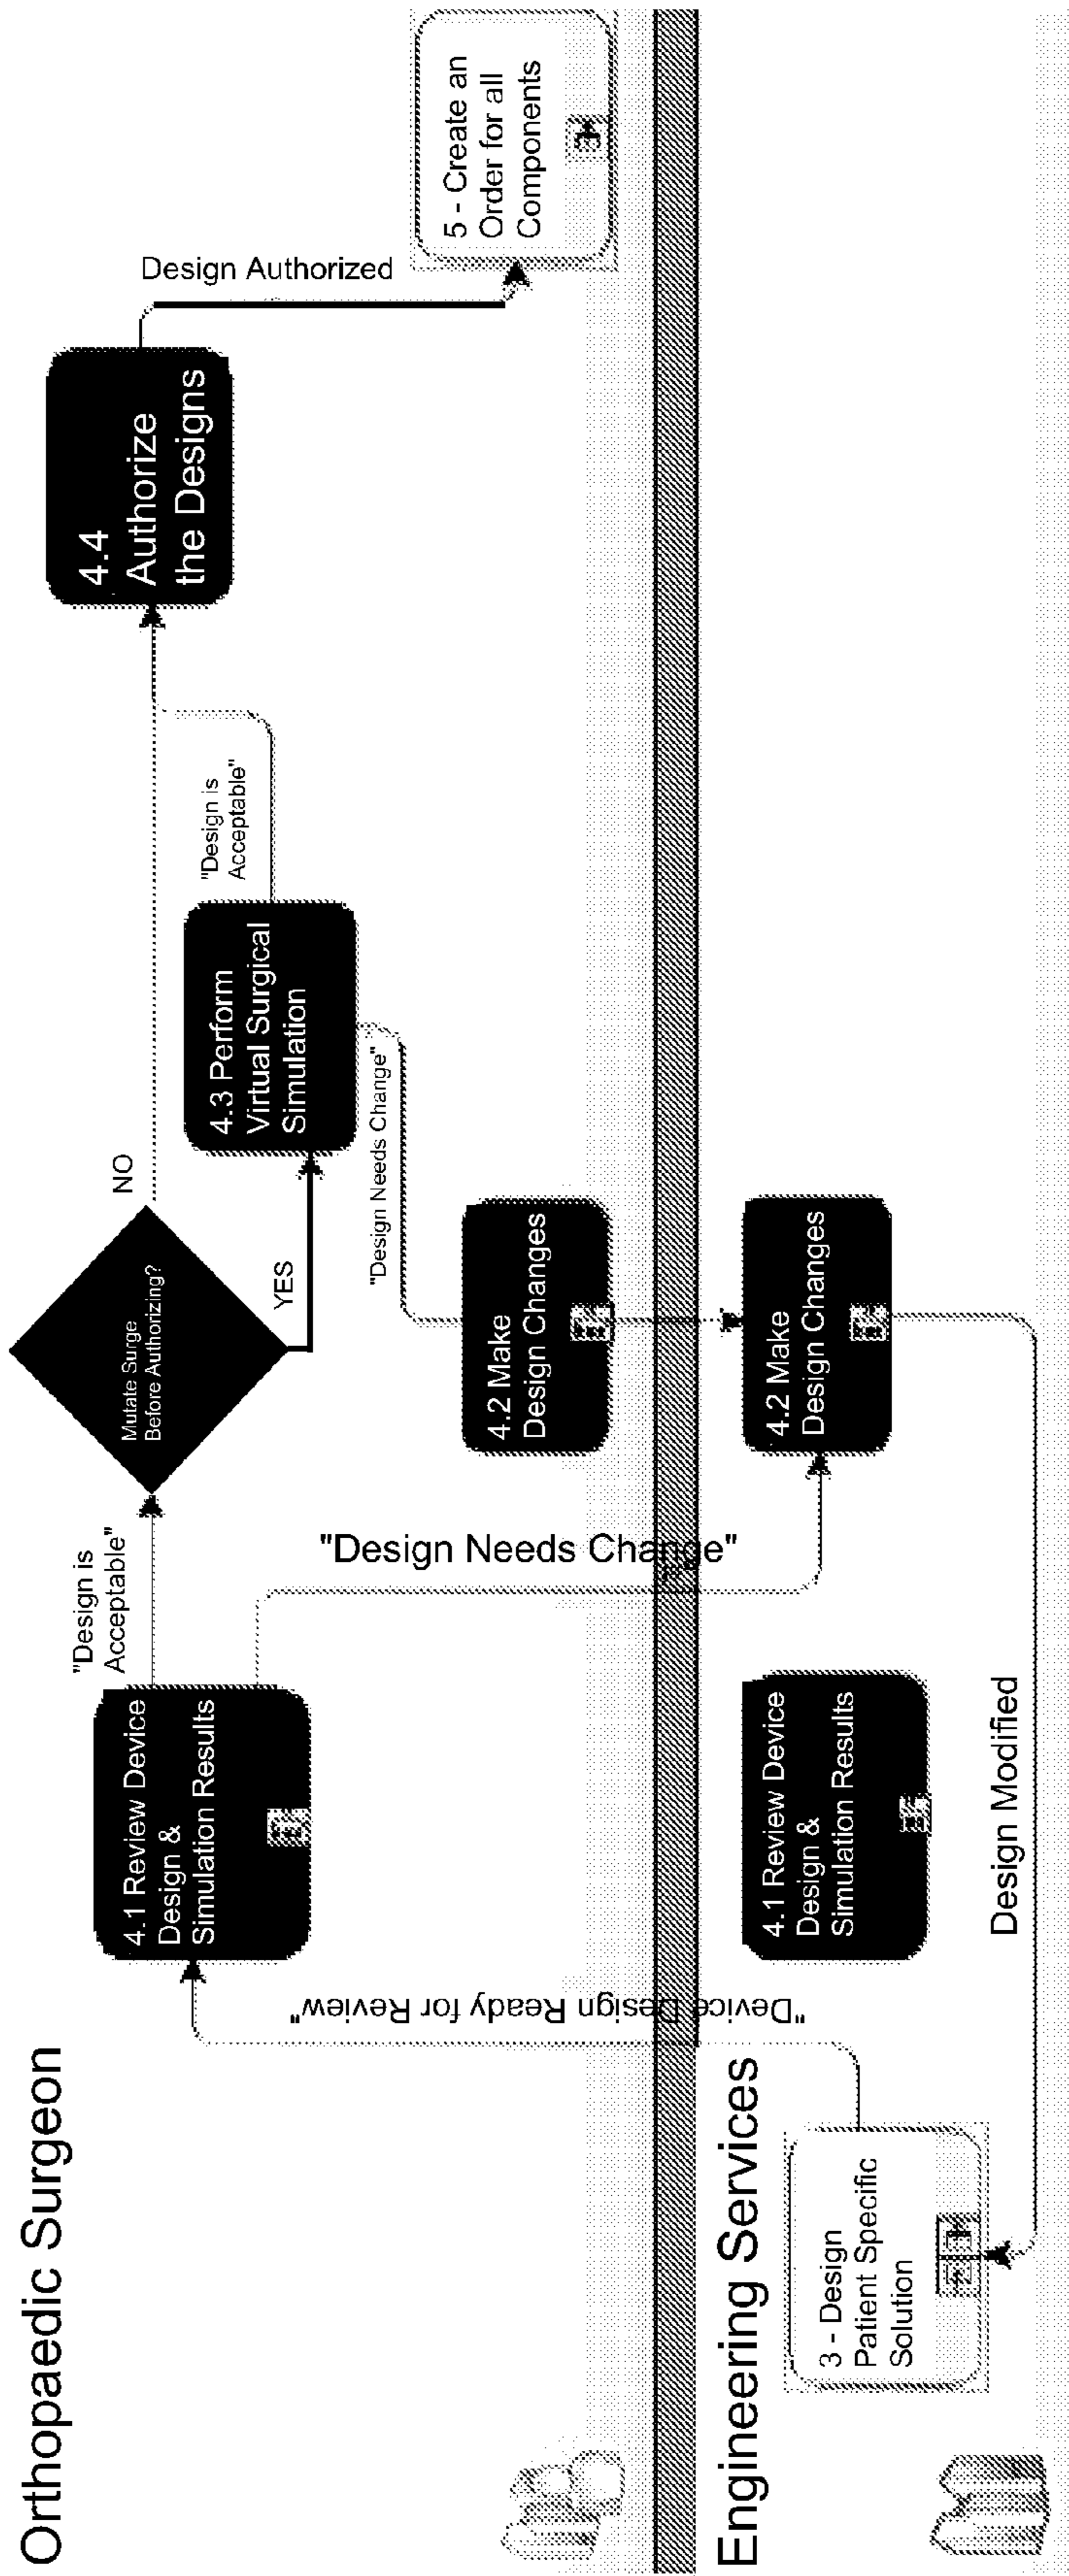 Orthopaedic Surgeon
4.1 Review Device
Design &
Simulation Results
"Design is
Acceptable"
Mutate Surge
Before Authorizing?
NO
YES
4.3 Perform
Virtual Surgical
Simulation
"Design is
Acceptable"
"Design Needs Change"
4.4
Authorize
the Designs
Design Authorized
5 - Create an
Order for all
Components
4.2 Make
Design Changes
"Design Needs Change"
"Device Design Ready for Review"
Engineering Services
3 - Design
Patient Specific
Solution
4.1 Review Device
Design &
Simulation Results
4.2 Make
Design Changes
Design Modified